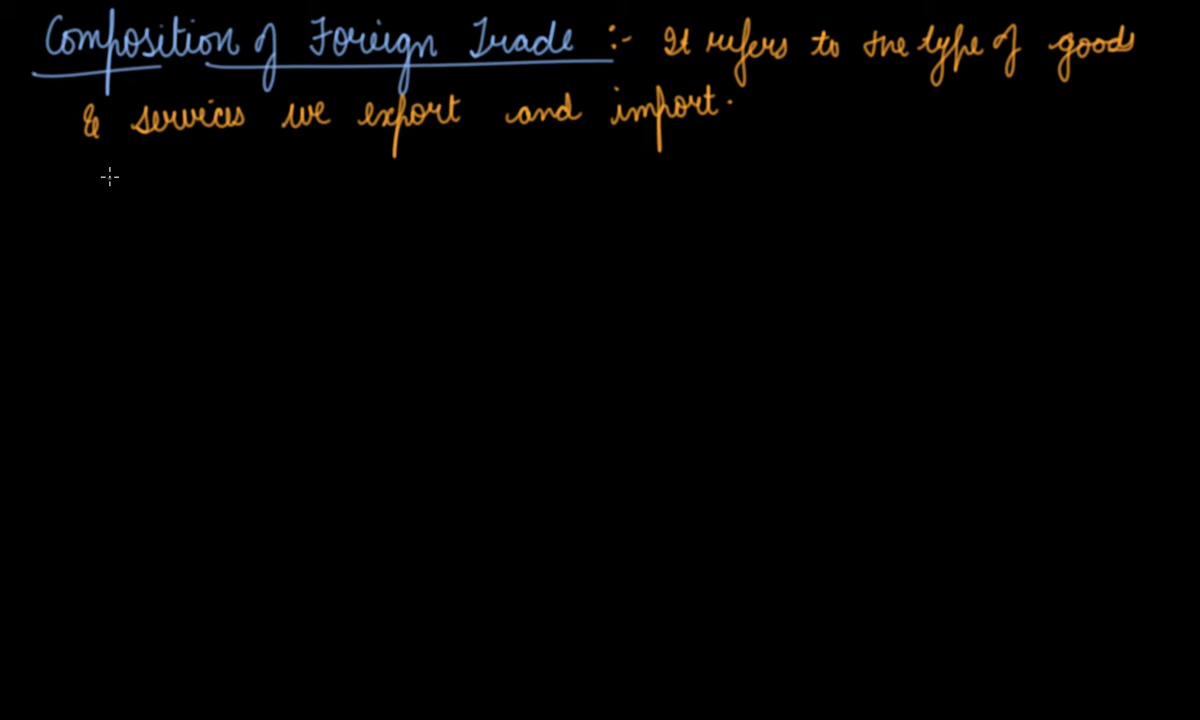 Composition of Foreign Trade :- It refers to the type of goods
& services we export and import.